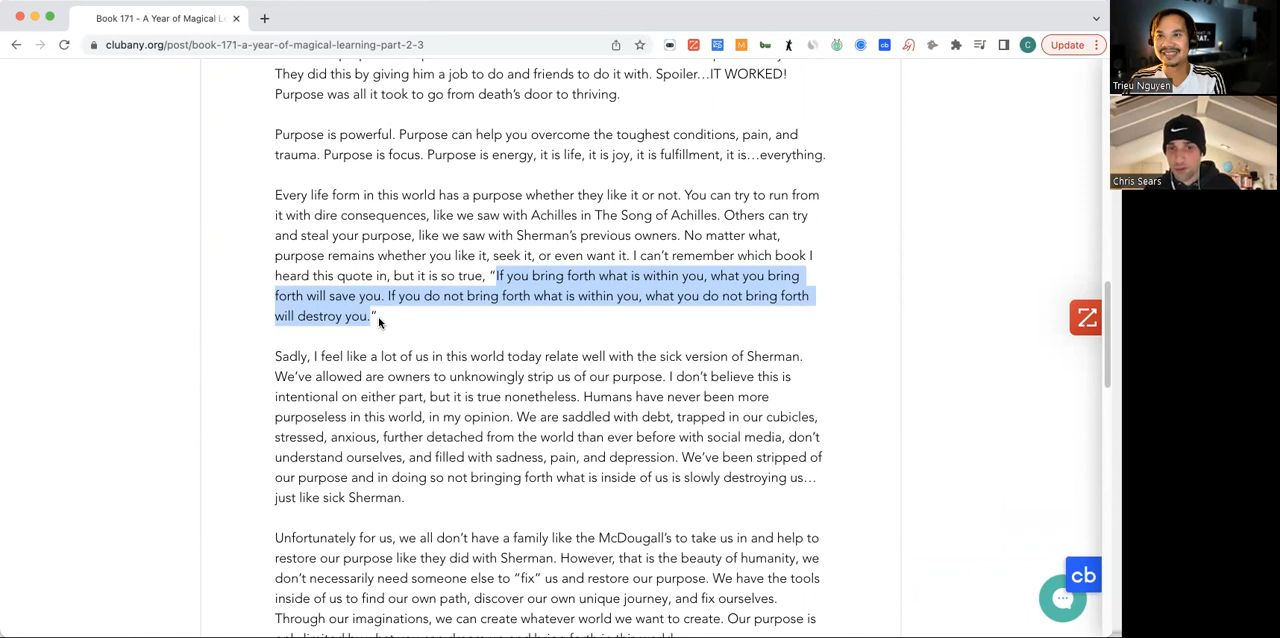 Book 171 - A Year of Magical L
clubany.org/post/book-171-a-year-of-magical-learning-part-2-3
Update
Trieu Nguyen
Chris Sears
They did this by giving him a job to do and friends to do it with. Spoiler…IT WORKED!
Purpose was all it took to go from death's door to thriving.
Purpose is powerful. Purpose can help you overcome the toughest conditions, pain, and
trauma. Purpose is focus. Purpose is energy, it is life, it is joy, it is fulfillment, it is…everything.
Every life form in this world has a purpose whether they like it or not. You can try to run from
it with dire consequences, like we saw with Achilles in The Song of Achilles. Others can try
and steal your purpose, like we saw with Sherman's previous owners. No matter what,
purpose remains whether you like it, seek it, or even want it. I can't remember which book I
heard this quote in, but it is so true, "If you bring forth what is within you, what you bring
forth will save you. If you do not bring forth what is within you, what you do not bring forth
will destroy you."
Sadly, I feel like a lot of us in this world today relate well with the sick version of Sherman.
We've allowed are owners to unknowingly strip us of our purpose. I don't believe this is
intentional on either part, but it is true nonetheless. Humans have never been more
purposeless in this world, in my opinion. We are saddled with debt, trapped in our cubicles,
stressed, anxious, further detached from the world than ever before with social media, don't
understand ourselves, and filled with sadness, pain, and depression. We've been stripped of
our purpose and in doing so not bringing forth what is inside of us is slowly destroying us…
just like sick Sherman.
Unfortunately for us, we all don't have a family like the McDougall's to take us in and help to
restore our purpose like they did with Sherman. However, that is the beauty of humanity, we
don't necessarily need someone else to "fix" us and restore our purpose. We have the tools
inside of us to find our own path, discover our own unique journey, and fix ourselves.
Through our imaginations, we can create whatever world we want to create. Our purpose is
cb